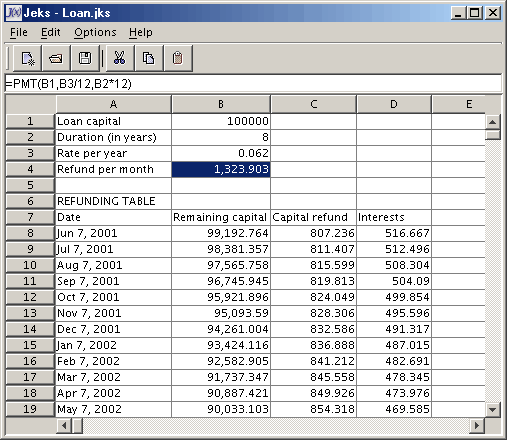 J(x) Jeks - Loan.jks
File Edit Options Help
=PMT(B1,B3/12,B2*12)
A B C D E
1 Loan capital 100000
2 Duration (in years) 8
3 Rate per year 0.062
4 Refund per month 1,323.903
5
6 REFUNDING TABLE
7 Date Remaining capital Capital refund Interests
8 Jun 7, 2001 99,192.764 807.236 516.667
9 Jul 7, 2001 98,381.357 811.407 512.496
10 Aug 7, 2001 97,565.758 815.599 508.304
11 Sep 7, 2001 96,745.945 819.813 504.09
12 Oct 7, 2001 95,921.896 824.049 499.854
13 Nov 7, 2001 95,093.59 828.306 495.596
14 Dec 7, 2001 94,261.004 832.586 491.317
15 Jan 7, 2002 93,424.116 836.888 487.015
16 Feb 7, 2002 92,582.905 841.212 482.691
17 Mar 7, 2002 91,737.347 845.558 478.345
18 Apr 7, 2002 90,887.421 849.926 473.976
19 May 7, 2002 90,033.103 854.318 469.585